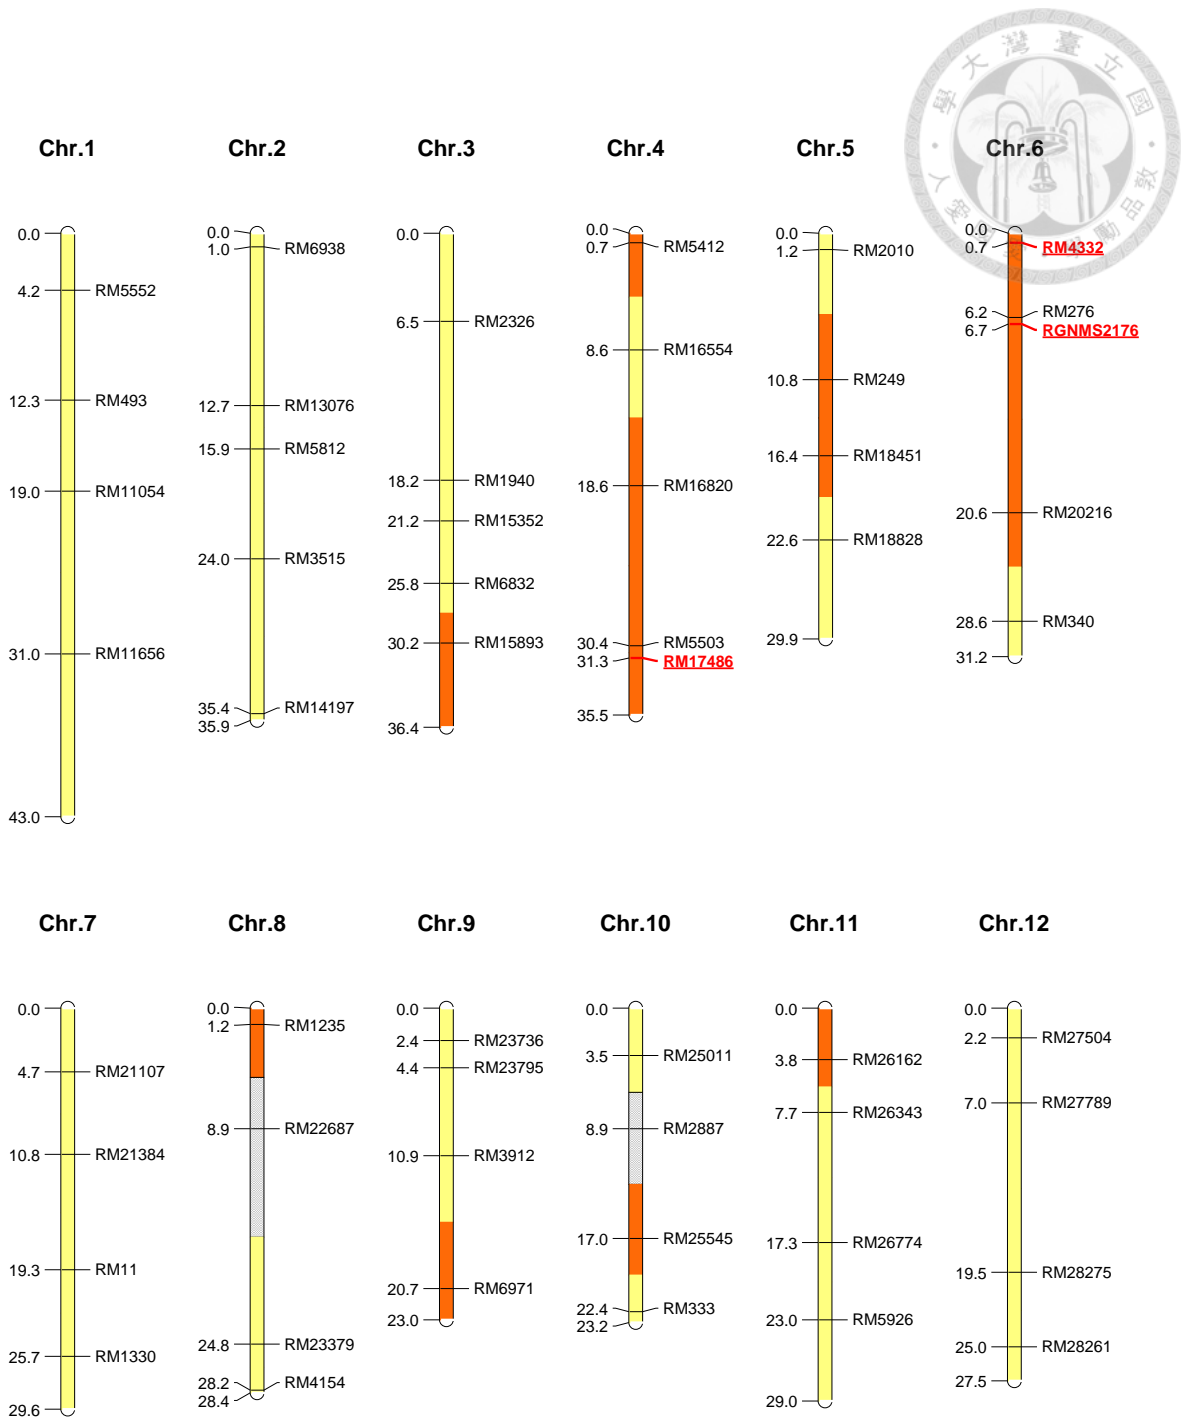 國立臺灣大學
敦品勵學 愛人
Chr.1 Chr.2 Chr.3 Chr.4 Chr.5 Chr.6
0.0
4.2 RM5552
12.3 RM493
19.0 RM11054
31.0 RM11656
43.0
0.0
1.0 RM6938
12.7 RM13076
15.9 RM5812
24.0 RM3515
35.4 RM14197
35.9
0.0
6.5 RM2326
18.2 RM1940
21.2 RM15352
25.8 RM6832
30.2 RM15893
36.4
0.0
0.7 RM5412
8.6 RM16554
18.6 RM16820
30.4 RM5503
31.3 RM17486
35.5
0.0
1.2 RM2010
10.8 RM249
16.4 RM18451
22.6 RM18828
29.9
0.0
0.7 RM4332
6.2 RM276
6.7 RGNMS2176
20.6 RM20216
28.6 RM340
31.2
Chr.7 Chr.8 Chr.9 Chr.10 Chr.11 Chr.12
0.0
4.7 RM21107
10.8 RM21384
19.3 RM11
25.7 RM1330
29.6
0.0
1.2 RM1235
8.9 RM22687
24.8 RM23379
28.2 RM4154
28.4
0.0
2.4 RM23736
4.4 RM23795
10.9 RM3912
20.7 RM6971
23.0
0.0
3.5 RM25011
8.9 RM2887
17.0 RM25545
22.4 RM333
23.2
0.0
3.8 RM26162
7.7 RM26343
17.3 RM26774
23.0 RM5926
29.0
0.0
2.2 RM27504
7.0 RM27789
19.5 RM28275
25.0 RM28261
27.5